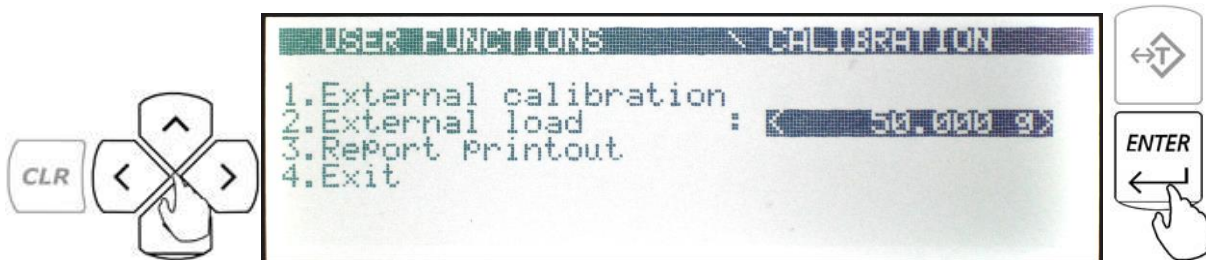 USER FUNCTIONS \ CALIBRATION
1.External calibration
2.External load : < 50.000 g>
3.Report Printout
4.Exit
CLR
T
ENTER